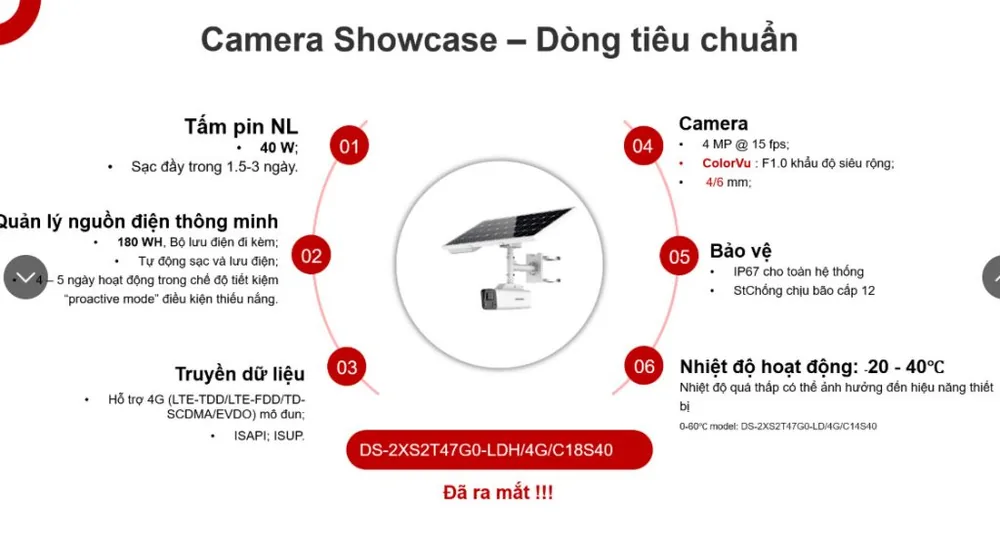 Camera Showcase – Dòng tiêu chuẩn
Tấm pin NL
• 40 W;
• Sạc đầy trong 1.5-3 ngày.
01
Quản lý nguồn điện thông minh
• 180 WH, Bộ lưu điện đi kèm;
• Tự động sạc và lưu điện;
• 4 – 5 ngày hoạt động trong chế độ tiết kiệm
“proactive mode” điều kiện thiếu nắng.
02
Truyền dữ liệu
• Hỗ trợ 4G (LTE-TDD/LTE-FDD/TD-
SCDMA/EVDO) mô đun;
• ISAPI; ISUP.
03
04
Camera
• 4 MP @ 15 fps;
• ColorVu : F1.0 khẩu độ siêu rộng;
• 4/6 mm;
05
Bảo vệ
• IP67 cho toàn hệ thống
• StChống chịu bão cấp 12
06
Nhiệt độ hoạt động: -20 - 40℃
Nhiệt độ quá thấp có thể ảnh hưởng đến hiệu năng thiết
bị
0-60℃ model: DS-2XS2T47G0-LD/4G/C14S40
DS-2XS2T47G0-LDH/4G/C18S40
Đã ra mắt !!!